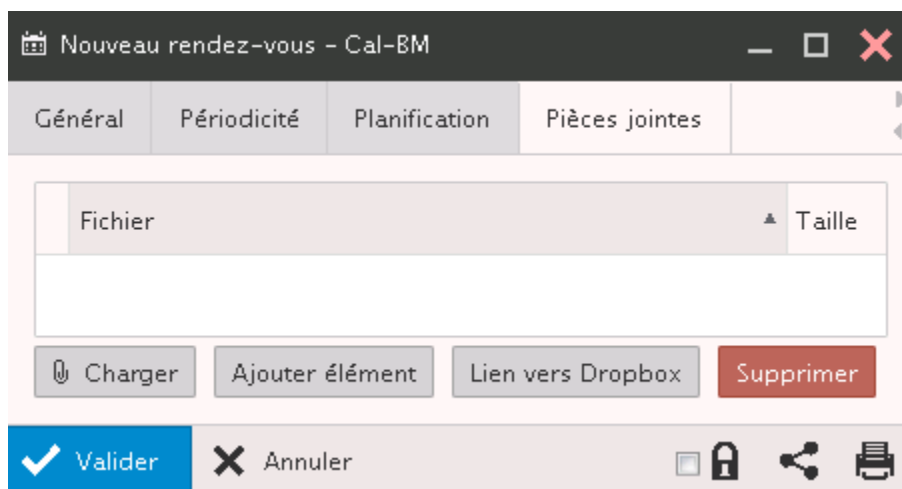 Nouveau rendez-vous - Cal-BM
Général Périodicité Planification Pièces jointes
Fichier Taille
Charger Ajouter élément Lien vers Dropbox Supprimer
Valider Annuler